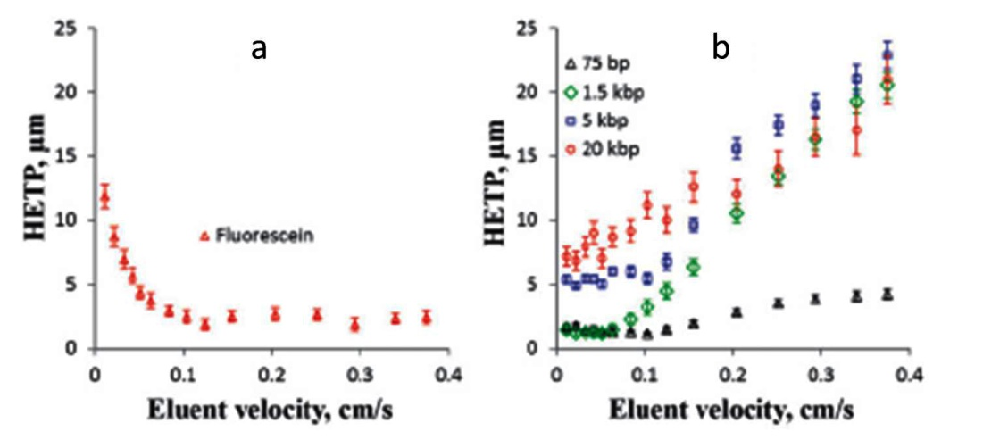 a
25
20
15
10
5
0
HETP, µm
Fluorescein
0 0.1 0.2 0.3 0.4
Eluent velocity, cm/s
b
25
20
15
10
5
0
HETP, µm
75 bp
1.5 kbp
5 kbp
20 kbp
0 0.1 0.2 0.3 0.4
Eluent velocity, cm/s